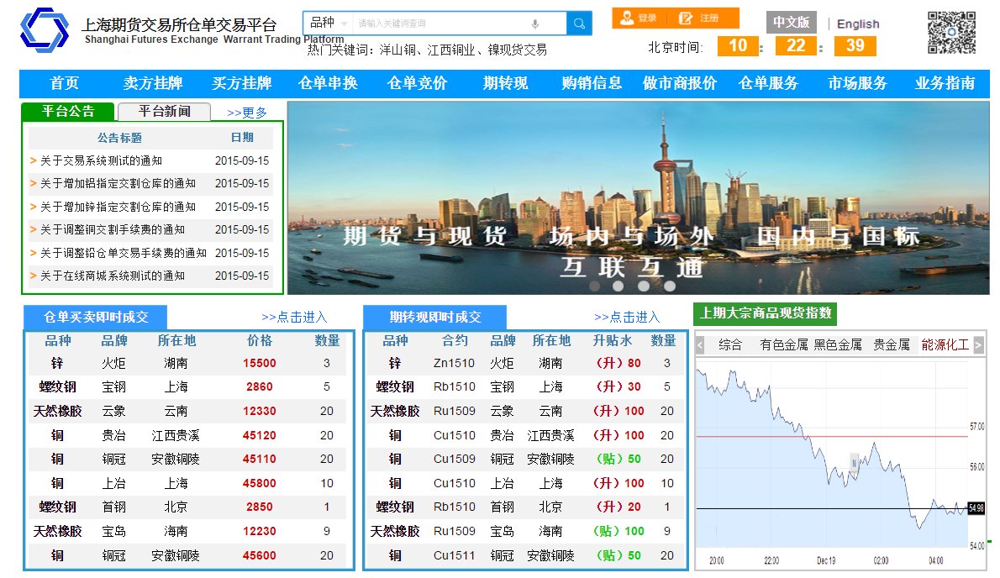 上海期货交易所仓单交易平台
Shanghai Futures Exchange Warrant Trading Platform
品种 请输入关键词查询
热门关键词：洋山铜、江西铜业、镍现货交易
登录 注册
中文版 | English
北京时间: 10 : 22 : 39
首页 卖方挂牌 买方挂牌 仓单串换 仓单竞价 期转现 购销信息 做市商报价 仓单服务 市场服务 业务指南
平台公告 平台新闻 >>更多
公告标题 日期
> 关于交易系统测试的通知 2015-09-15
> 关于增加铝指定交割仓库的通知 2015-09-15
> 关于增加锌指定交割仓库的通知 2015-09-15
> 关于调整铜交割手续费的通知 2015-09-15
> 关于调整铅仓单交易手续费的通知 2015-09-15
> 关于在线商城系统测试的通知 2015-09-15
期货与现货 场内与场外 国内与国际
互联互通
仓单买卖即时成交 >>点击进入
品种 品牌 所在地 价格 数量
锌 火炬 湖南 15500 3
螺纹钢 宝钢 上海 2860 5
天然橡胶 云象 云南 12330 20
铜 贵冶 江西贵溪 45120 20
铜 铜冠 安徽铜陵 45110 20
铜 上冶 上海 45800 10
螺纹钢 首钢 北京 2850 1
天然橡胶 宝岛 海南 12230 9
铜 铜冠 安徽铜陵 45600 20
期转现即时成交 >>点击进入
品种 合约 品牌 所在地 升贴水 数量
锌 Zn1510 火炬 湖南 （升）80 3
螺纹钢 Rb1510 宝钢 上海 （升）30 5
天然橡胶 Ru1509 云象 云南 （升）100 20
铜 Cu1510 贵冶 江西贵溪 （升）100 20
铜 Cu1509 铜冠 安徽铜陵 （贴）50 20
铜 Cu1510 上冶 上海 （升）100 10
螺纹钢 Rb1510 首钢 北京 （升）20 1
天然橡胶 Ru1509 宝岛 海南 （贴）100 9
铜 Cu1511 铜冠 安徽铜陵 （贴）50 20
上期大宗商品现货指数
< 综合 有色金属 黑色金属 贵金属 能源化工 >
57.00
N
56.00
54.98
54.00
20:00 22:00 Dec 19 02:00 04:00